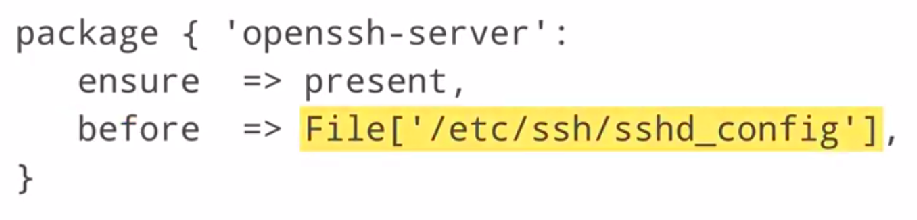 package { 'openssh-server':
   ensure  => present,
   before  => File['/etc/ssh/sshd_config'],
}